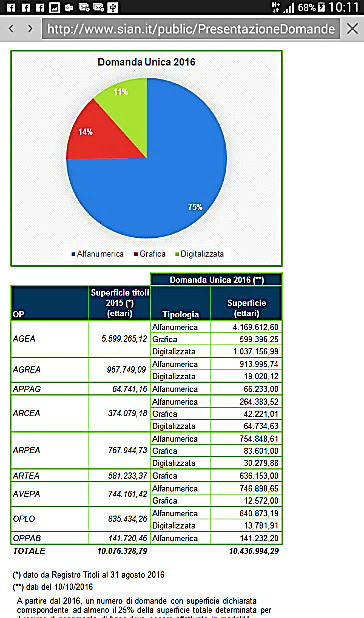 68% 10:11
http://www.sian.it/public/PresentazioneDomande
Domanda Unica 2016
11%
14%
75%
Alfanumerica Grafica Digitalizzata
Domanda Unica 2016 (**)
OP Superficie titoli 2015 (*) (ettari) Tipologia Superficie (ettari)
AGEA 5.599.265,12 Alfanumerica 4.169.612,60
Grafica 599.396,25
Digitalizzata 1.037.156,99
AGREA 967.749,09 Alfanumerica 913.995,74
Digitalizzata 19.020,12
APPAG 64.741,16 Alfanumerica 66.233,00
ARCEA 374.079,18 Alfanumerica 264.383,52
Grafica 42.221,01
Digitalizzata 64.734,63
ARPEA 767.944,73 Alfanumerica 754.848,61
Grafica 83.601,00
Digitalizzata 30.279,88
ARTEA 581.233,37 Grafica 636.153,00
AVEPA 744.161,42 Alfanumerica 746.898,65
Grafica 12.572,00
OPLO 835.434,26 Alfanumerica 840.873,19
Digitalizzata 13.781,91
OPPAB 141.720,46 Alfanumerica 141.232,20
TOTALE 10.076.328,79 10.436.994,29
(*) dato da Registro Titoli al 31 agosto 2016
(**) dati del 10/10/2016
A partire dal 2016, un numero di domande con superficie dichiarata
corrispondente ad almeno il 25% della superficie totale determinata per